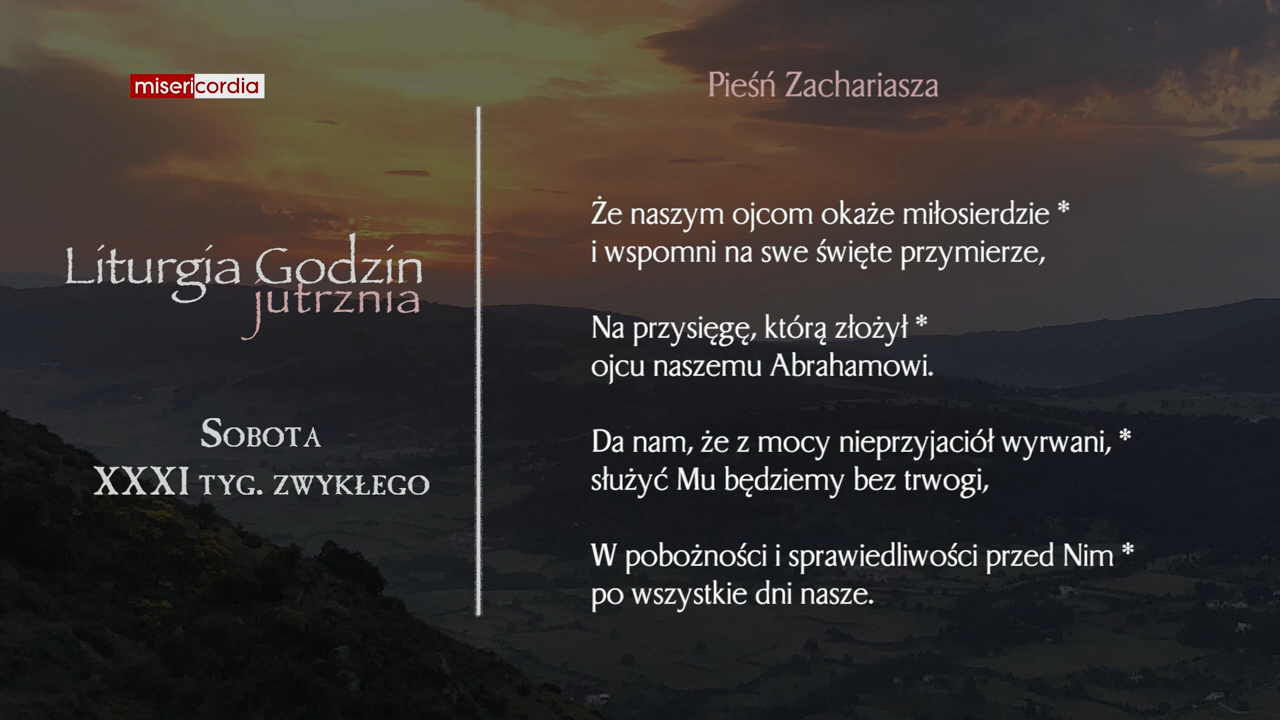 misericordia
Liturgia Godzin
jutrznia
Sobota
XXXI tyg. zwykłego
Pieśń Zachariasza
Że naszym ojcom okaże miłosierdzie *
i wspomni na swe święte przymierze,
Na przysięgę, którą złożył *
ojcu naszemu Abrahamowi.
Da nam, że z mocy nieprzyjaciół wyrwani, *
służyć Mu będziemy bez trwogi,
W pobożności i sprawiedliwości przed Nim *
po wszystkie dni nasze.